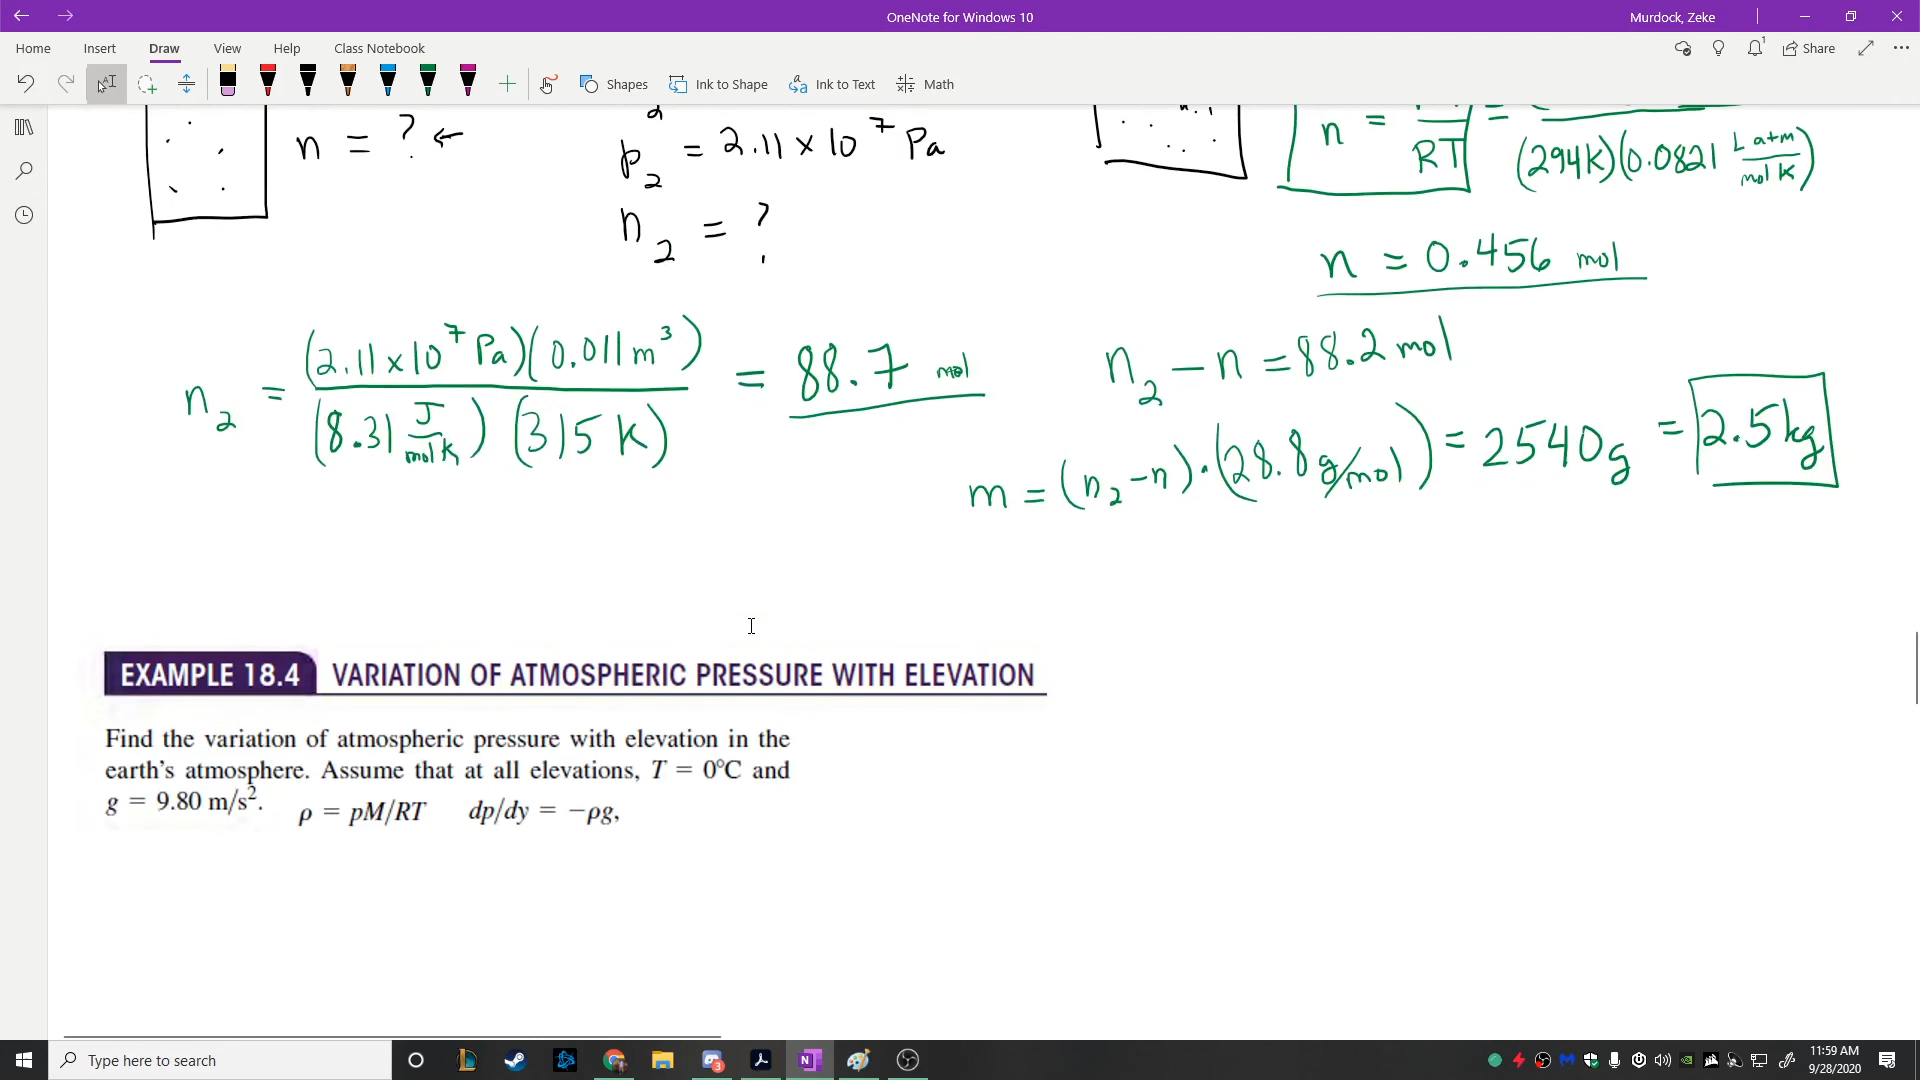 OneNote for Windows 10
Murdock, Zeke
Home Insert Draw View Help Class Notebook
Share
Shapes Ink to Shape Ink to Text Math
n = ? ←
2
p₂ = 2.11 × 10⁷ Pa
n₂ = ?
n = / RT =
(294K)(0.0821 L atm / mol K)
n = 0.456 mol
n₂ = (2.11 x 10⁷ Pa)(0.011 m³) / (8.31 J / mol K) (315 K) = 88.7 mol
n₂ - n = 88.2 mol
m = (n₂ - n) · (28.8 g/mol) = 2540 g = 2.5 kg
EXAMPLE 18.4 VARIATION OF ATMOSPHERIC PRESSURE WITH ELEVATION
Find the variation of atmospheric pressure with elevation in the
earth's atmosphere. Assume that at all elevations, T = 0°C and
g = 9.80 m/s². ρ = pM/RT dp/dy = −ρg,
Type here to search
11:59 AM
9/28/2020